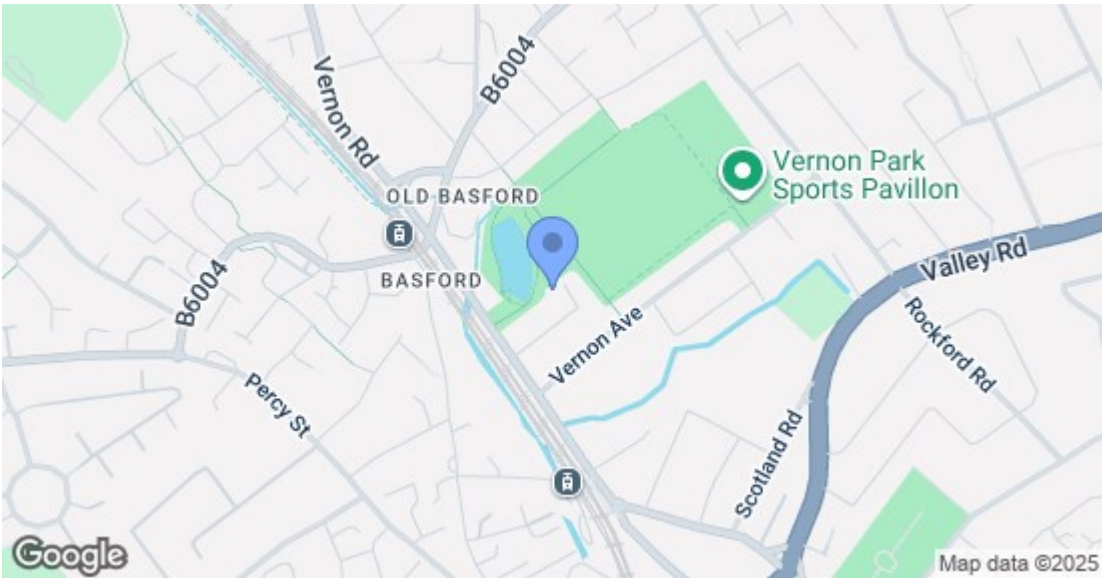 Vernon Rd
B6004
Vernon Park
Sports Pavillon
OLD BASFORD
BASFORD
Valley Rd
B6004
Vernon Ave
Rockford Rd
Percy St
Scotland Rd
Google
Map data ©2025